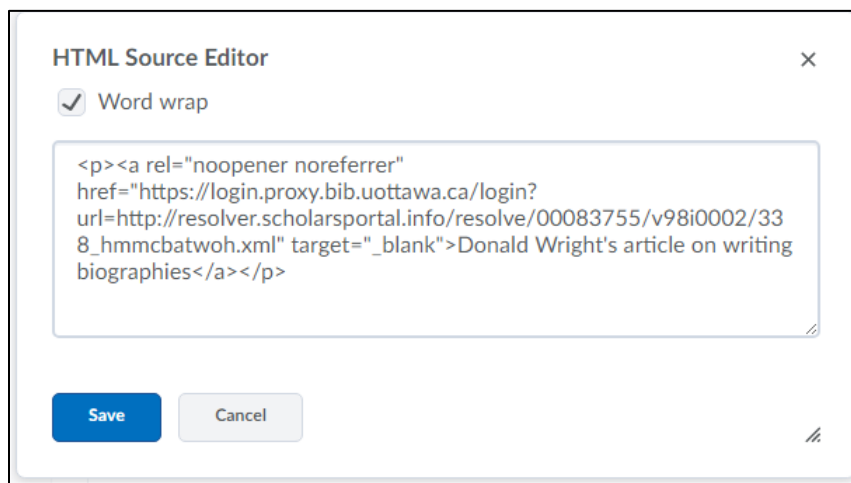 HTML Source Editor
Word wrap
<p><a rel="noopener noreferrer"
href="https://login.proxy.bib.uottawa.ca/login?
url=http://resolver.scholarsportal.info/resolve/00083755/v98i0002/33
8_hmmcbatwoh.xml" target="_blank">Donald Wright's article on writing
biographies</a></p>
Save
Cancel